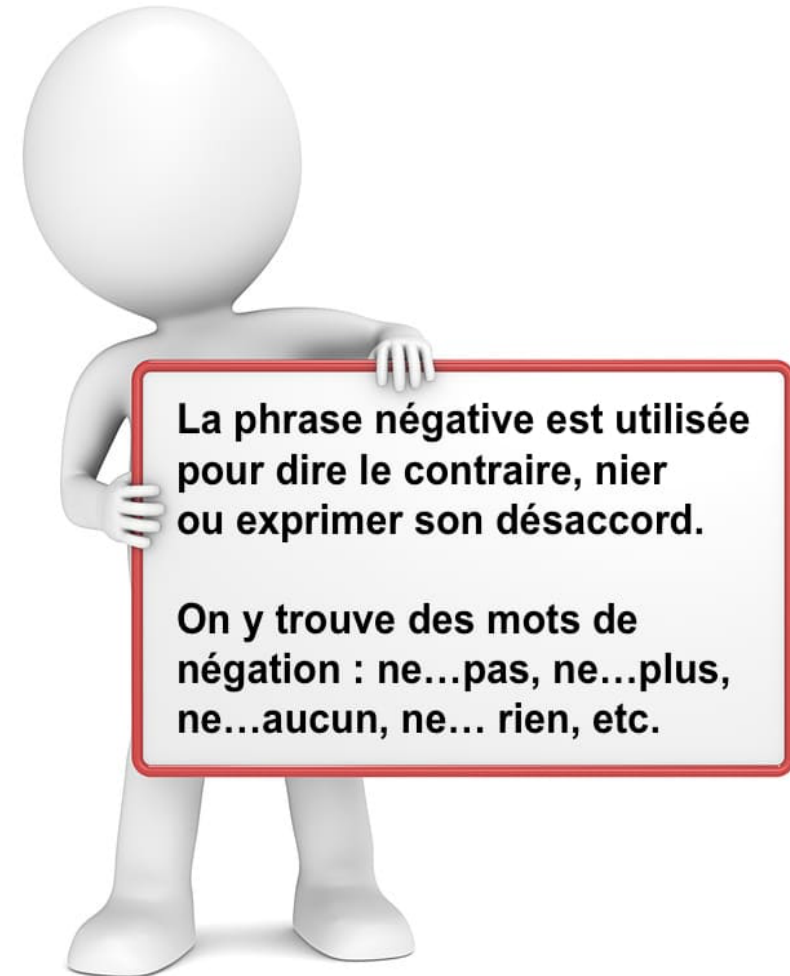 La phrase négative est utilisée
pour dire le contraire, nier
ou exprimer son désaccord.
On y trouve des mots de
négation : ne...pas, ne...plus,
ne...aucun, ne... rien, etc.